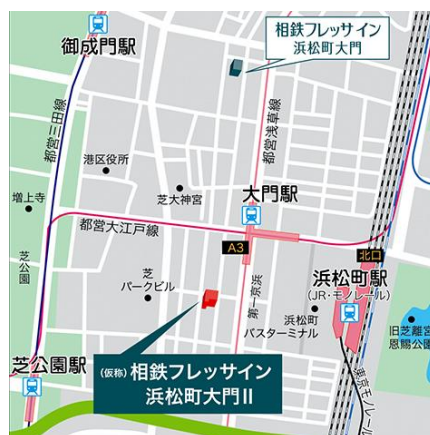 御成門駅
相鉄フレッサイン
浜松町大門
都営三田線
都営浅草線
港区役所
芝大神宮
増上寺
大門駅
都営大江戸線
A3
北口
芝公園
芝
パークビル
第一京浜
浜松町駅
(JR・モノレール)
浜松町
バスターミナル
旧芝離宮
恩賜公園
芝公園駅
(仮称)相鉄フレッサイン
浜松町大門II
東京モノレール